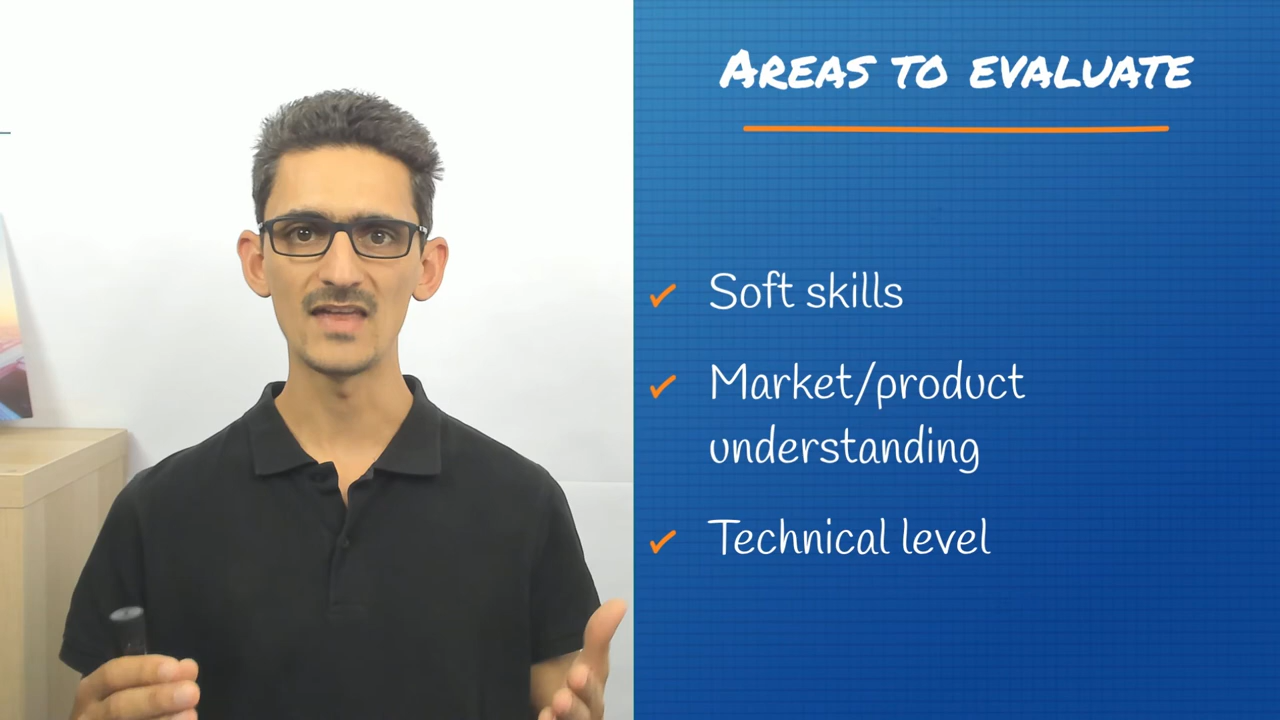 AREAS TO EVALUATE
Soft skills
Market/product
understanding
Technical level